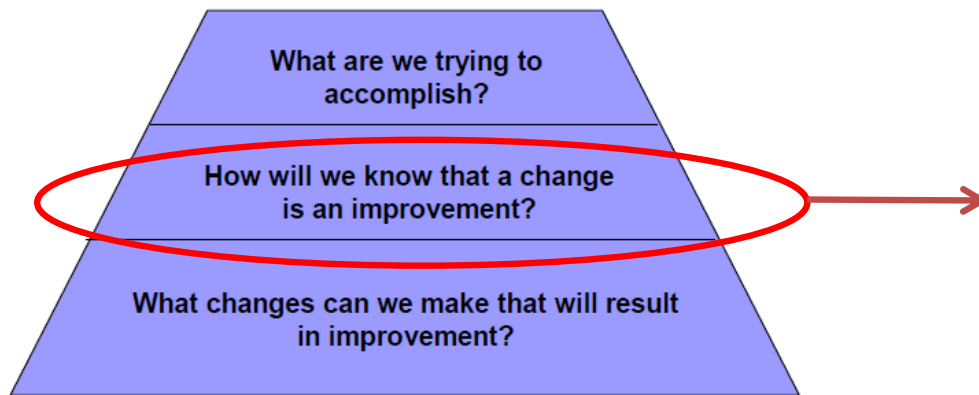 What are we trying to
accomplish?
How will we know that a change
is an improvement?
What changes can we make that will result
in improvement?